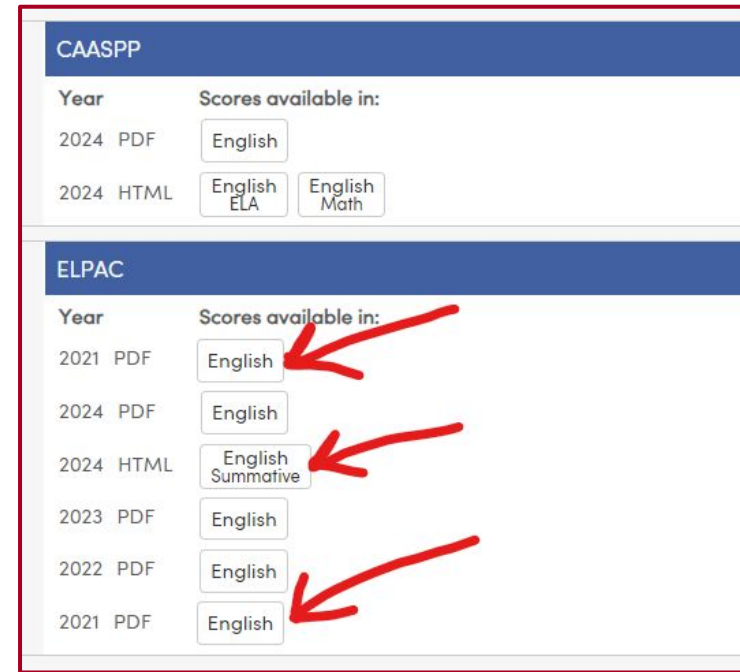 CAASPP
Year Scores available in:
2024 PDF English
2024 HTML English ELA English Math
ELPAC
Year Scores available in:
2021 PDF English
2024 PDF English
2024 HTML English Summative
2023 PDF English
2022 PDF English
2021 PDF English